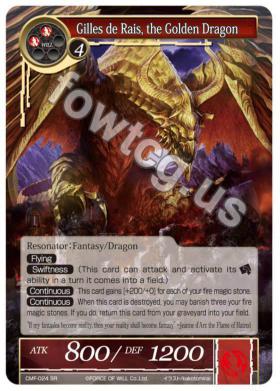 Gilles de Rais, the Golden Dragon
WILL
4
fowtcg.us
Resonator:Fantasy/Dragon
Flying
Swiftness (This card can attack and activate its
ability in a turn it comes into a field.)
Continuous This card gains [+200/+0] for each of your fire magic stone.
Continuous When this card is destroyed, you may banish three fire
magic stones. If you do, return this card from your graveyard into your field.
"If my fantasies become reality, then your reality shall become fantasy." -Jeanne d'Arc the Flame of Hatred
ATK 800/ DEF 1200
CMF-024 SR
©FORCE OF WILL Co.,Ltd.